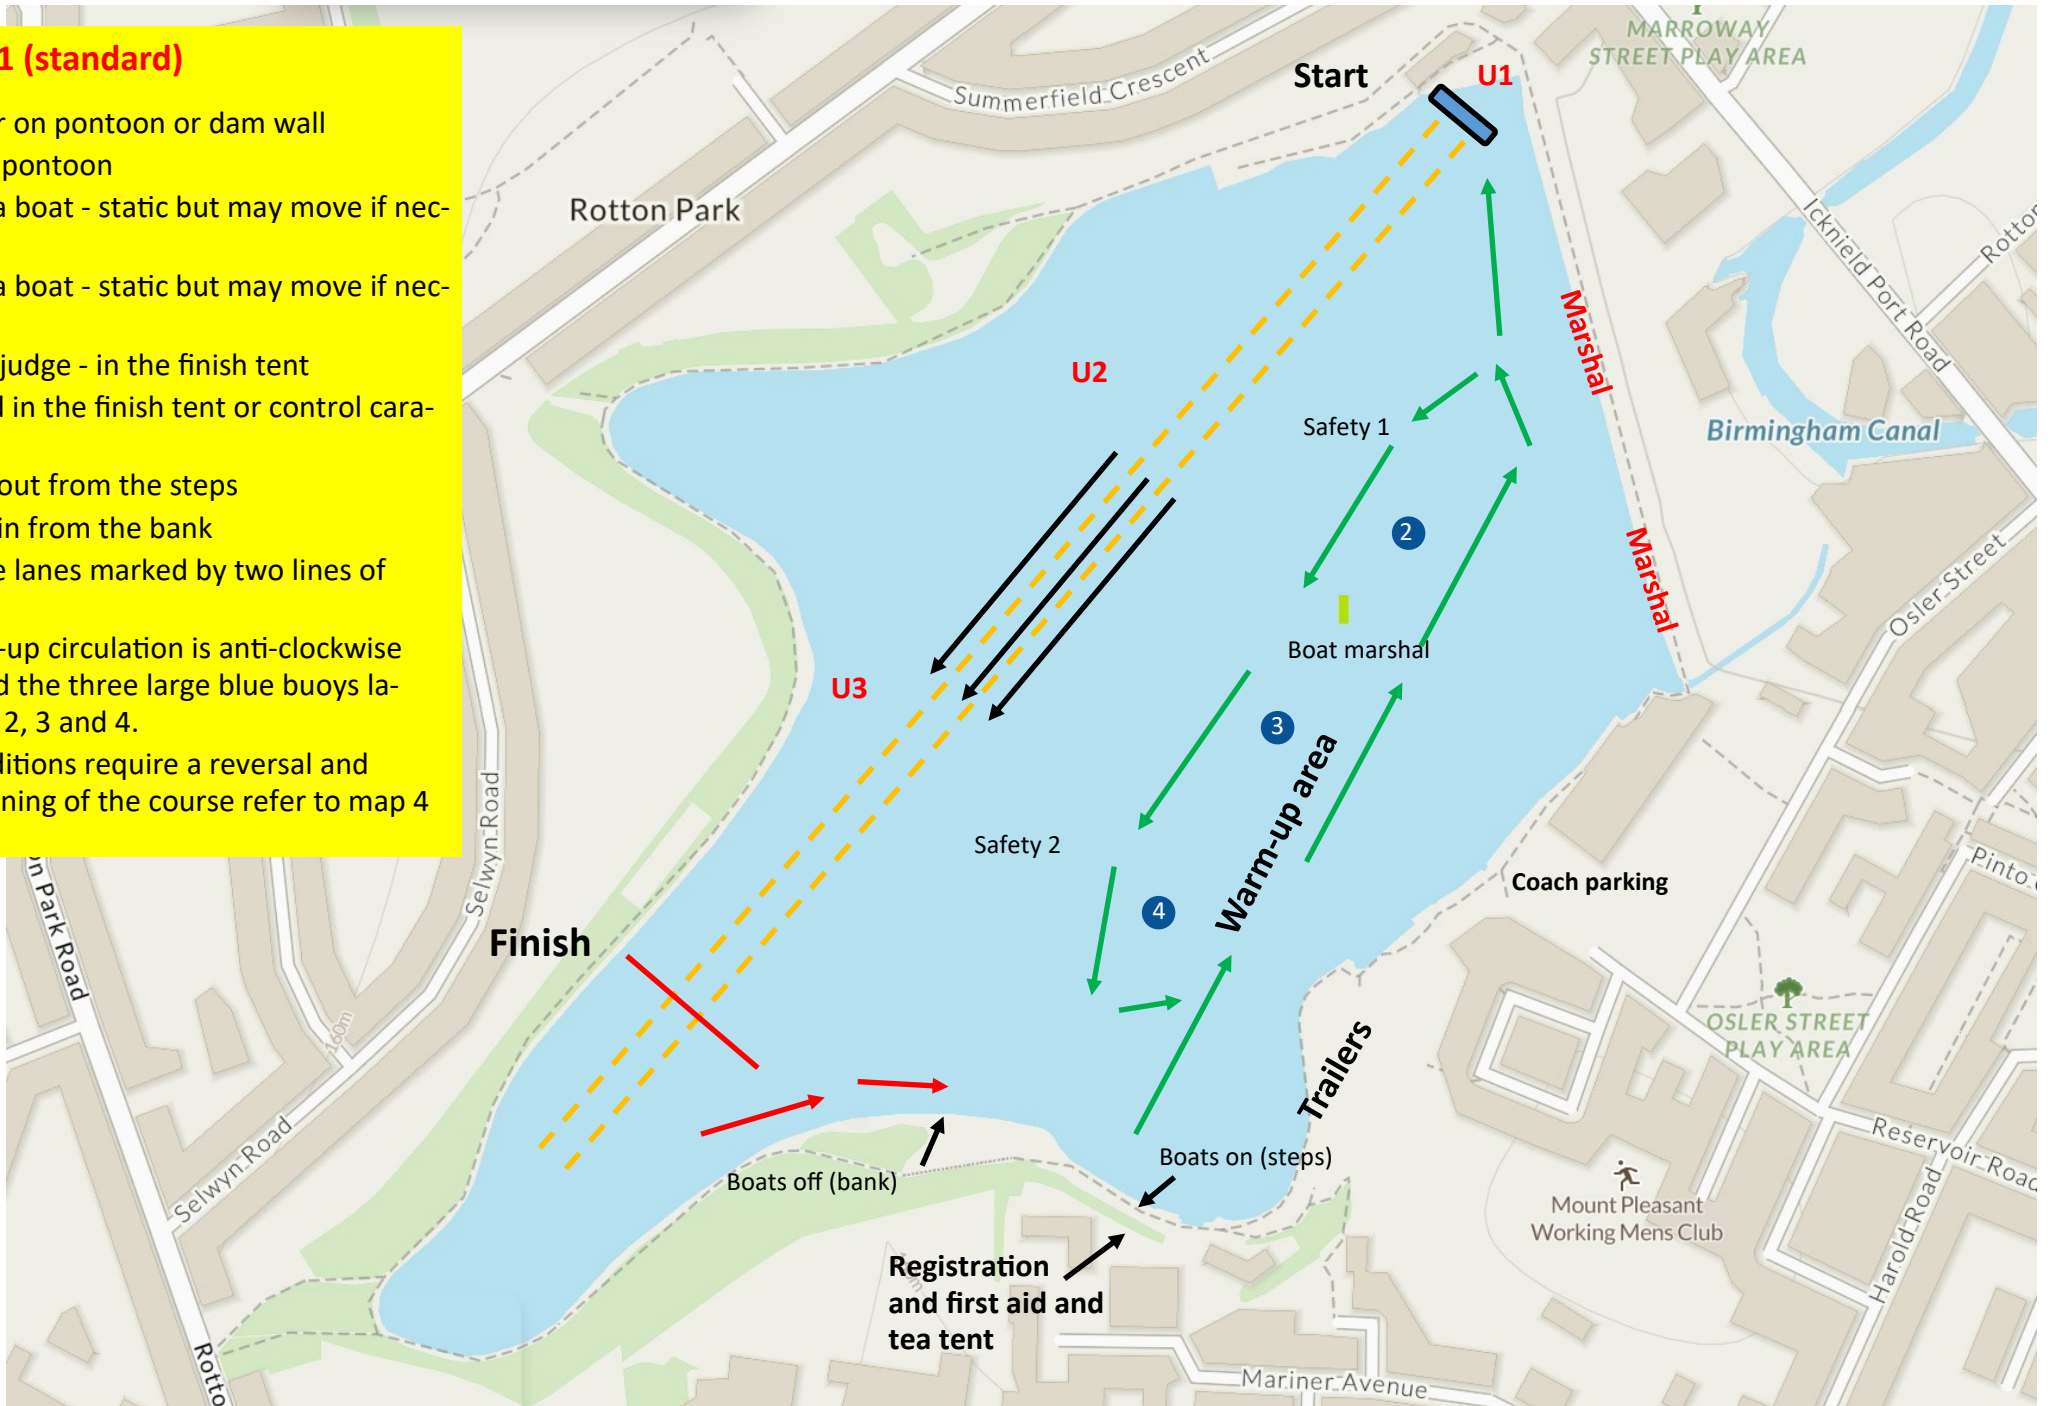 1 (standard)
r on pontoon or dam wall
pontoon
a boat - static but may move if nec-
a boat - static but may move if nec-
judge - in the finish tent
d in the finish tent or control cara-
out from the steps
in from the bank
e lanes marked by two lines of
-up circulation is anti-clockwise
d the three large blue buoys la-
2, 3 and 4.
ditions require a reversal and
ning of the course refer to map 4
MARROWAY
STREET PLAY AREA
Start
U1
Summerfield Crescent
Rotton Park
Icknield Port Road
Rotton
Marshal
U2
Safety 1
Birmingham Canal
2
Marshal
Osler Street
Boat marshal
U3
3
Warm-up area
Selwyn Road
Safety 2
Pinto
Coach parking
4
on Park Road
Finish
160m
OSLER STREET
PLAY AREA
Trailers
Selwyn Road
Reservoir Road
Boats on (steps)
Boats off (bank)
Mount Pleasant
Working Mens Club
Harold Road
Registration
and first aid and
tea tent
Rotto
Mariner Avenue